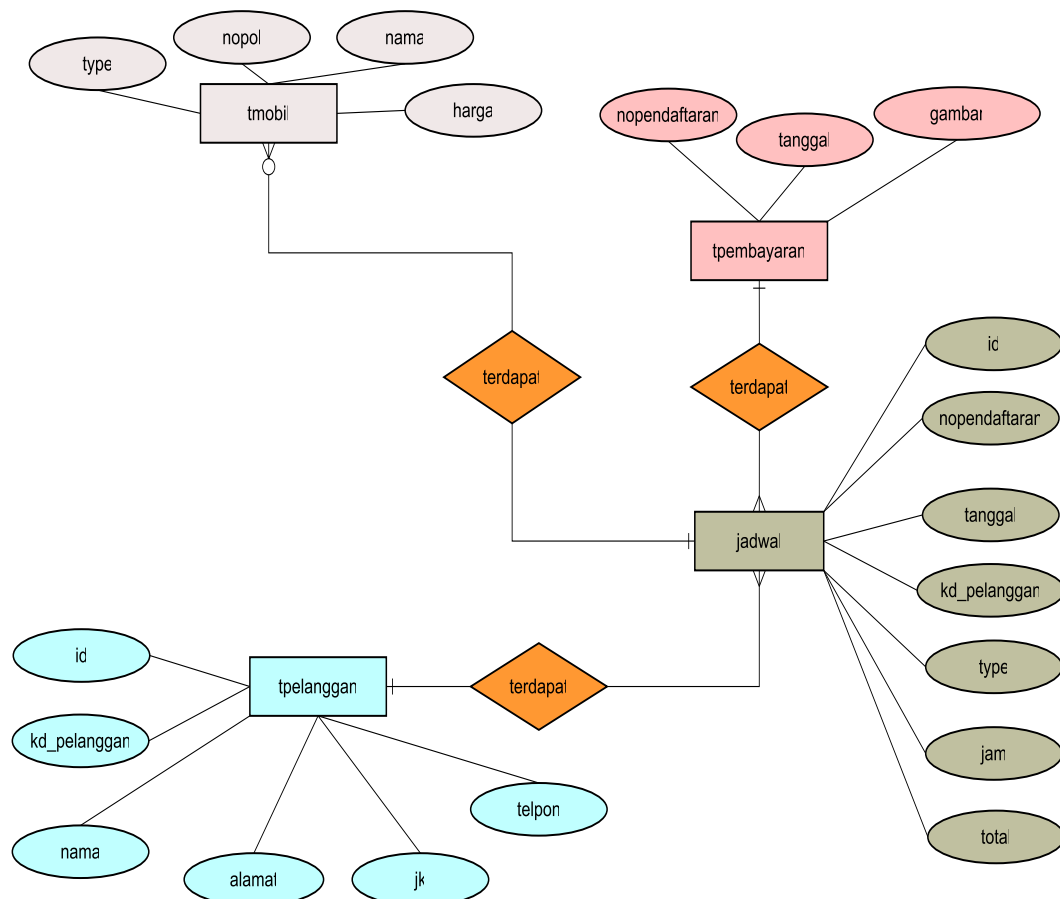 nopol
nama
type
tmobil
harga
nopendaftaran
tanggal
gambar
tpembayaran
terdapat
terdapat
id
nopendaftaran
tanggal
jadwal
kd_pelanggan
type
jam
total
id
tpelanggan
terdapat
kd_pelanggan
nama
telpon
alamat
jk